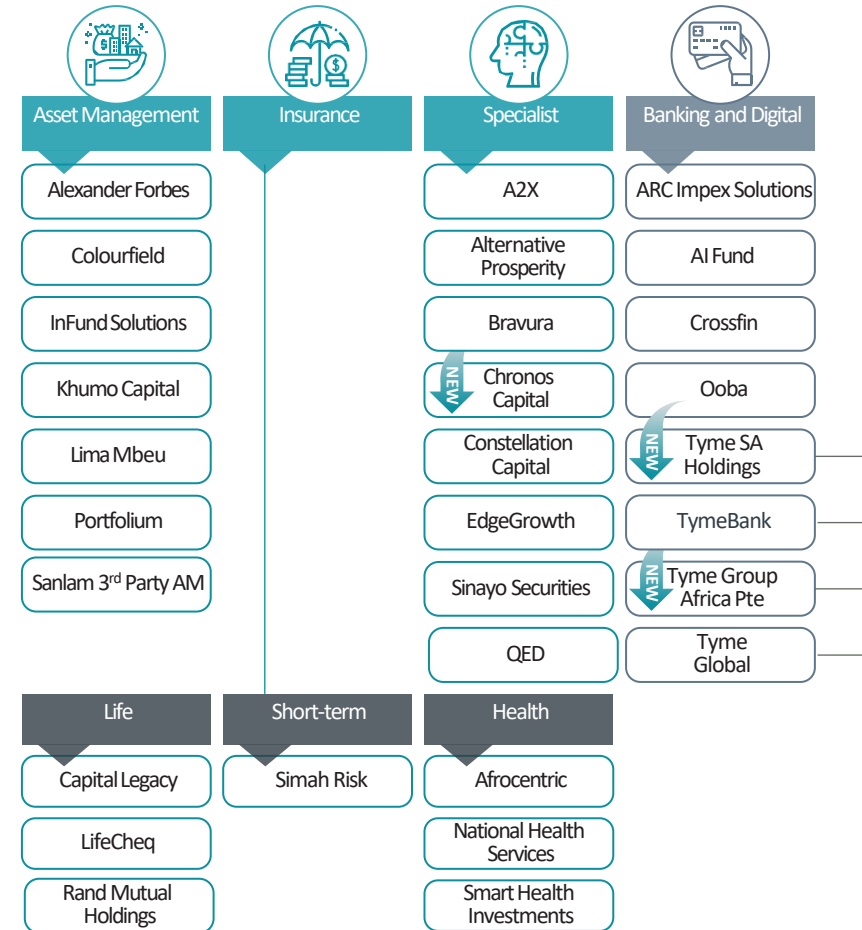 Asset Management
Insurance
Specialist
Banking and Digital
Alexander Forbes
Colourfield
InFund Solutions
Khumo Capital
Lima Mbeu
Portfolium
Sanlam 3rd Party AM
A2X
Alternative
Prosperity
Bravura
NEW
Chronos
Capital
Constellation
Capital
EdgeGrowth
Sinayo Securities
QED
ARC Impex Solutions
AI Fund
Crossfin
Ooba
NEW
Tyme SA
Holdings
TymeBank
NEW
Tyme Group
Africa Pte
Tyme
Global
Life
Short-term
Health
Capital Legacy
LifeCheq
Rand Mutual
Holdings
Simah Risk
Afrocentric
National Health
Services
Smart Health
Investments